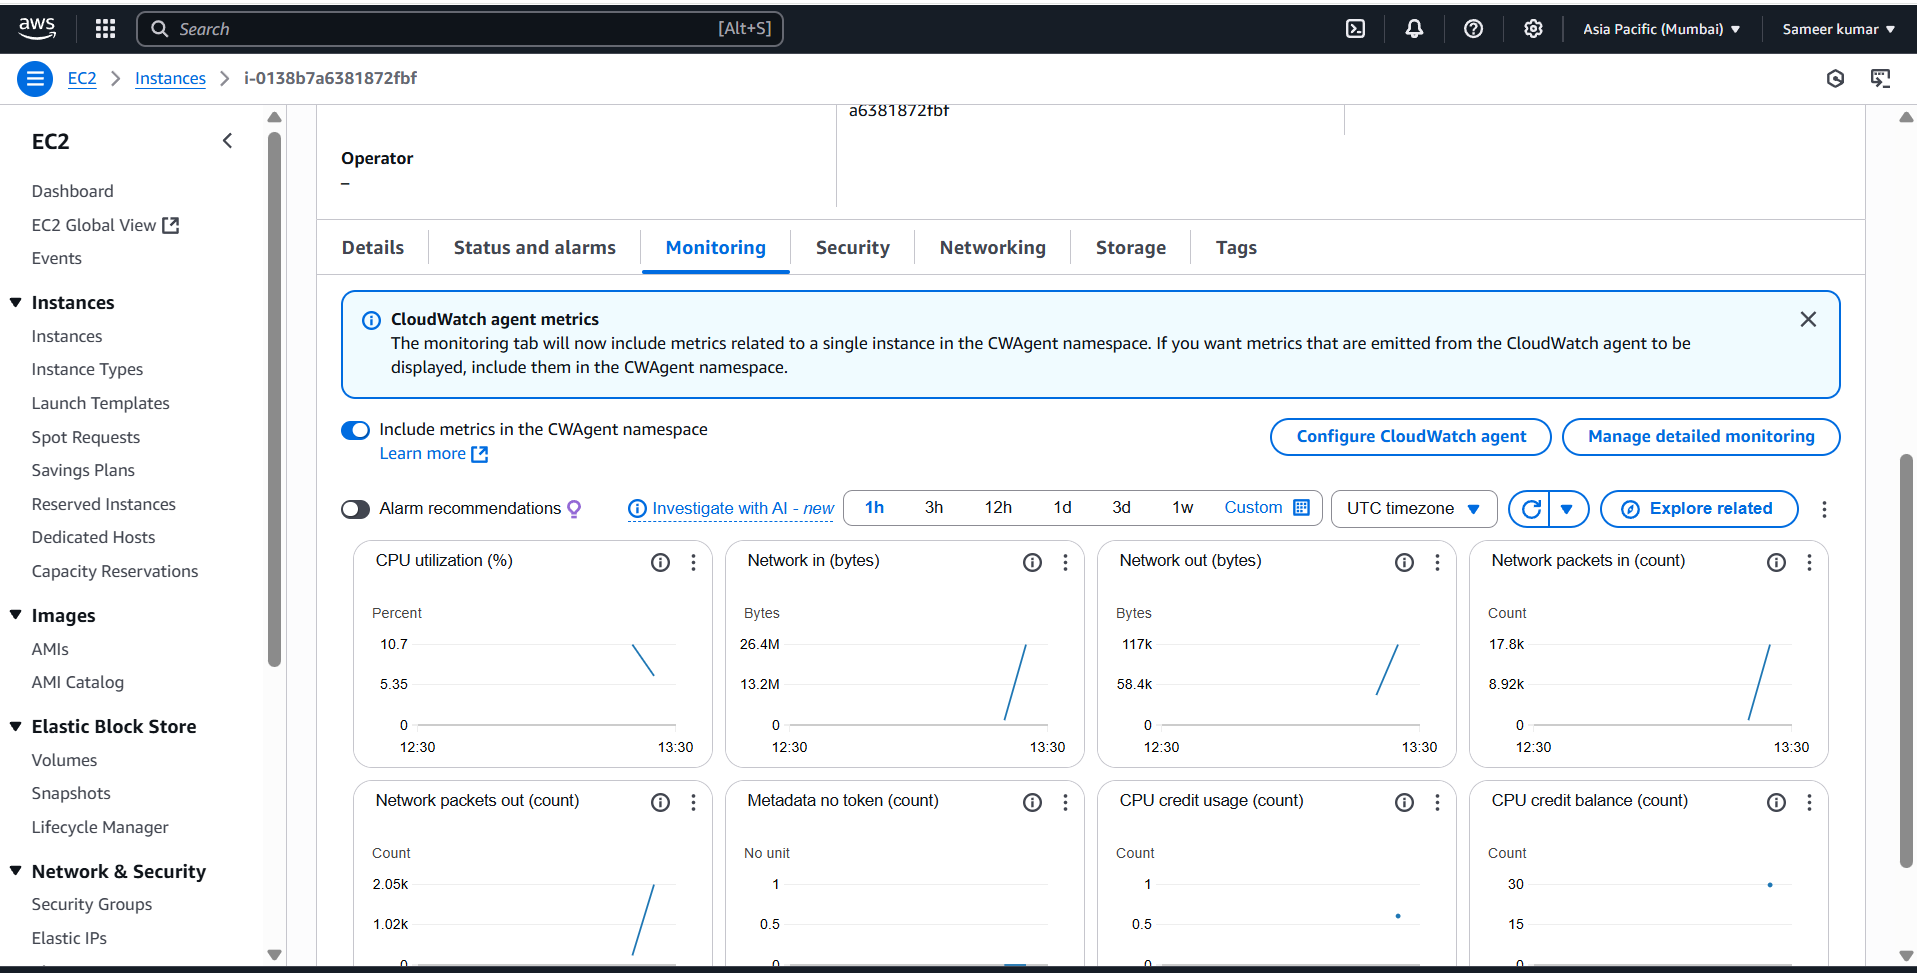 aws
Search
[Alt+S]
Asia Pacific (Mumbai)
Sameer kumar
EC2
Instances
i-0138b7a6381872fbf
EC2
Dashboard
EC2 Global View
Events
Instances
Instances
Instance Types
Launch Templates
Spot Requests
Savings Plans
Reserved Instances
Dedicated Hosts
Capacity Reservations
Images
AMIs
AMI Catalog
Elastic Block Store
Volumes
Snapshots
Lifecycle Manager
Network & Security
Security Groups
Elastic IPs
a6381872fbf
Operator
–
Details
Status and alarms
Monitoring
Security
Networking
Storage
Tags
CloudWatch agent metrics
The monitoring tab will now include metrics related to a single instance in the CWAgent namespace. If you want metrics that are emitted from the CloudWatch agent to be
displayed, include them in the CWAgent namespace.
Include metrics in the CWAgent namespace
Learn more
Configure CloudWatch agent
Manage detailed monitoring
Alarm recommendations
Investigate with AI - new
1h
3h
12h
1d
3d
1w
Custom
UTC timezone
Explore related
CPU utilization (%)
Percent
10.7
5.35
0
12:30
13:30
Network in (bytes)
Bytes
26.4M
13.2M
0
12:30
13:30
Network out (bytes)
Bytes
117k
58.4k
0
12:30
13:30
Network packets in (count)
Count
17.8k
8.92k
0
12:30
13:30
Network packets out (count)
Count
2.05k
1.02k
0
Metadata no token (count)
No unit
1
0.5
0
CPU credit usage (count)
Count
1
0.5
0
CPU credit balance (count)
Count
30
15
0